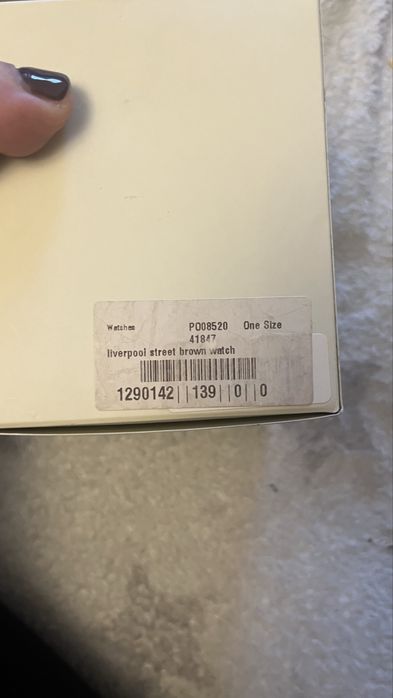 Watches PO08520 One Size
41847
liverpool street brown watch
1290142||139||0||0